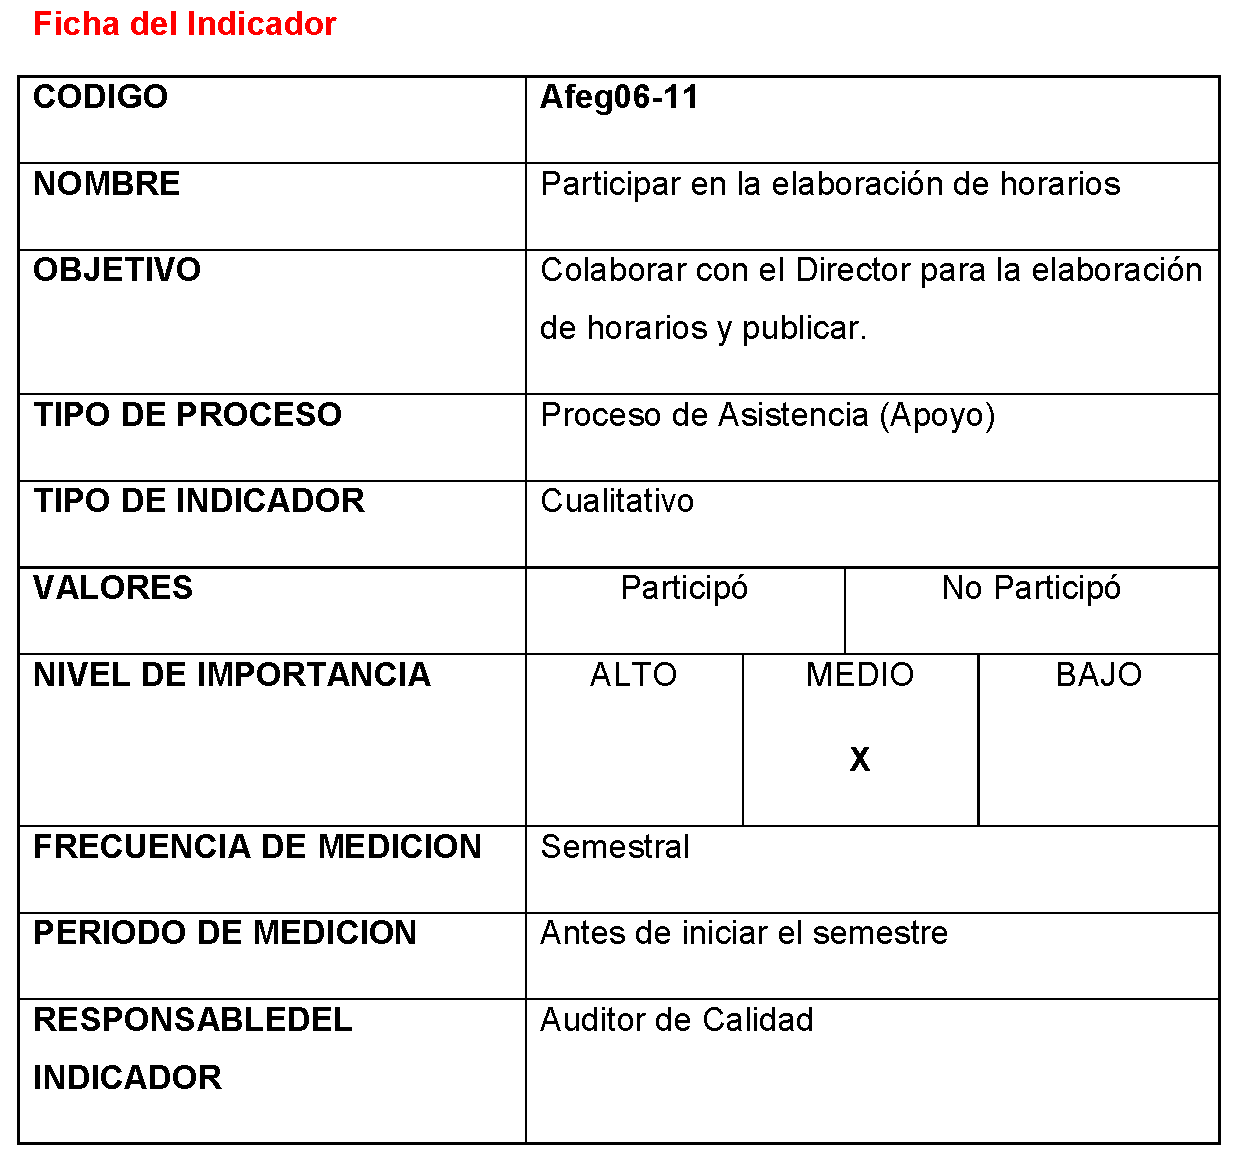 Ficha del Indicador
CODIGO Afeg06-11
NOMBRE Participar en la elaboración de horarios
OBJETIVO Colaborar con el Director para la elaboración
de horarios y publicar.
TIPO DE PROCESO Proceso de Asistencia (Apoyo)
TIPO DE INDICADOR Cualitativo
VALORES Participó No Participó
NIVEL DE IMPORTANCIA ALTO MEDIO BAJO
X
FRECUENCIA DE MEDICION Semestral
PERIODO DE MEDICION Antes de iniciar el semestre
RESPONSABLEDEL Auditor de Calidad
INDICADOR